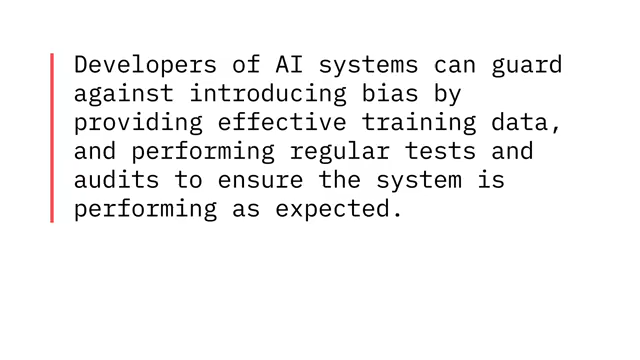 Developers of AI systems can guard
against introducing bias by
providing effective training data,
and performing regular tests and
audits to ensure the system is
performing as expected.